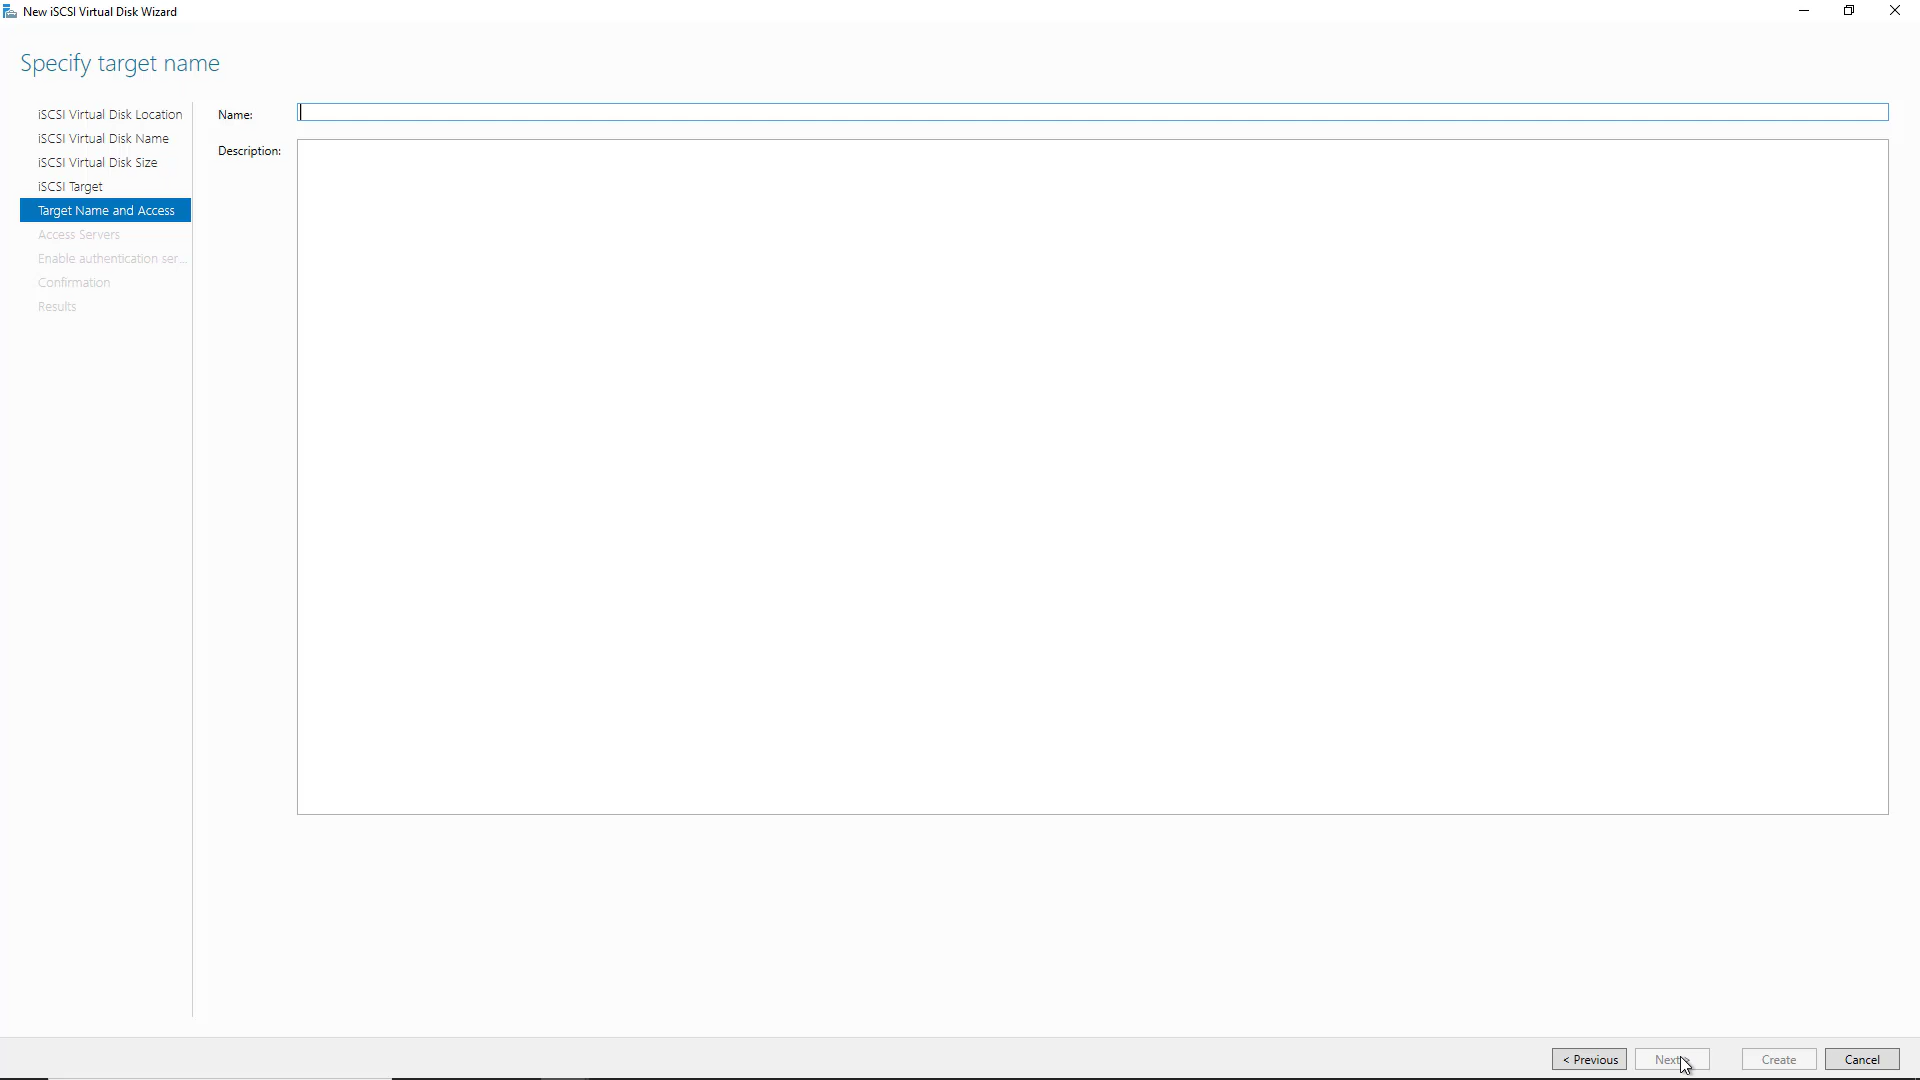 New iSCSI Virtual Disk Wizard
Specify target name
iSCSI Virtual Disk Location
iSCSI Virtual Disk Name
iSCSI Virtual Disk Size
iSCSI Target
Target Name and Access
Access Servers
Enable authentication ser...
Confirmation
Results
Name:
Description:
< Previous
Next
Create
Cancel